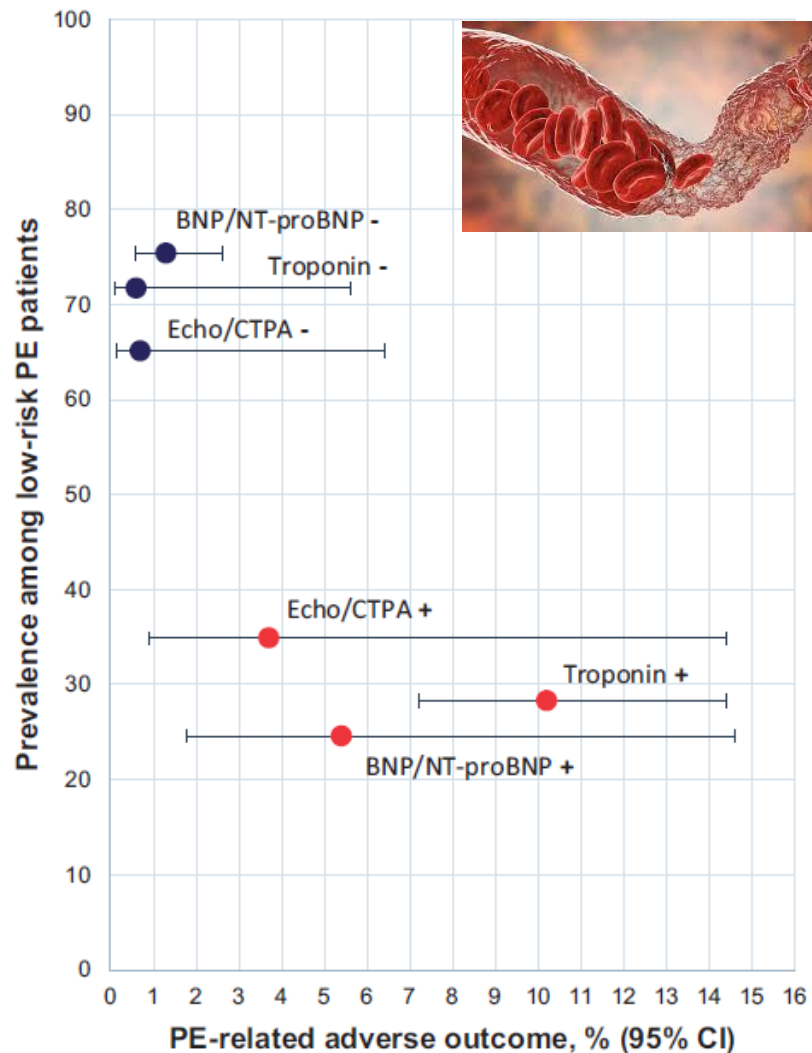 Prevalence among low-risk PE patients
100
90
80
70
60
50
40
30
20
10
0
BNP/NT-proBNP -
Troponin -
Echo/CTPA -
Echo/CTPA +
Troponin +
BNP/NT-proBNP +
0 1 2 3 4 5 6 7 8 9 10 11 12 13 14 15 16
PE-related adverse outcome, % (95% CI)